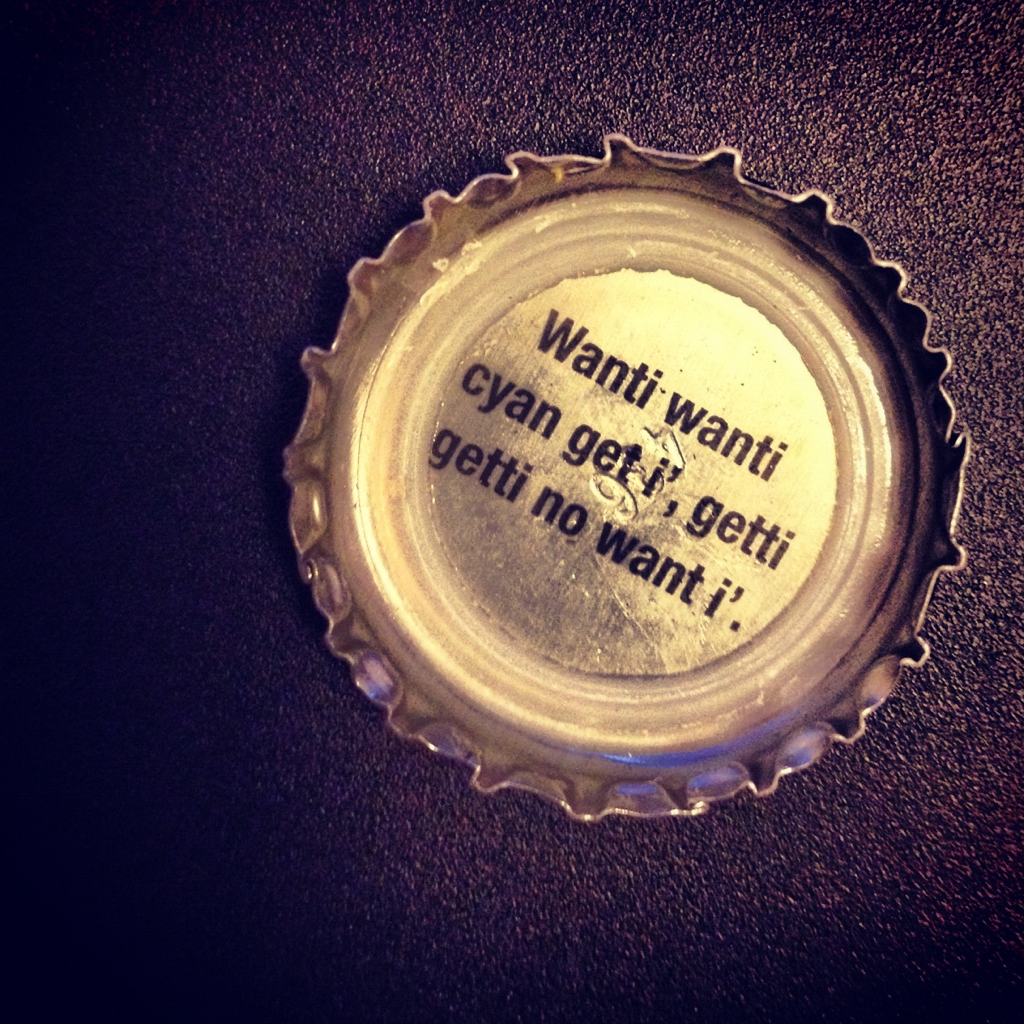 Wanti wanti
cyan get i', getti
getti no want i'.